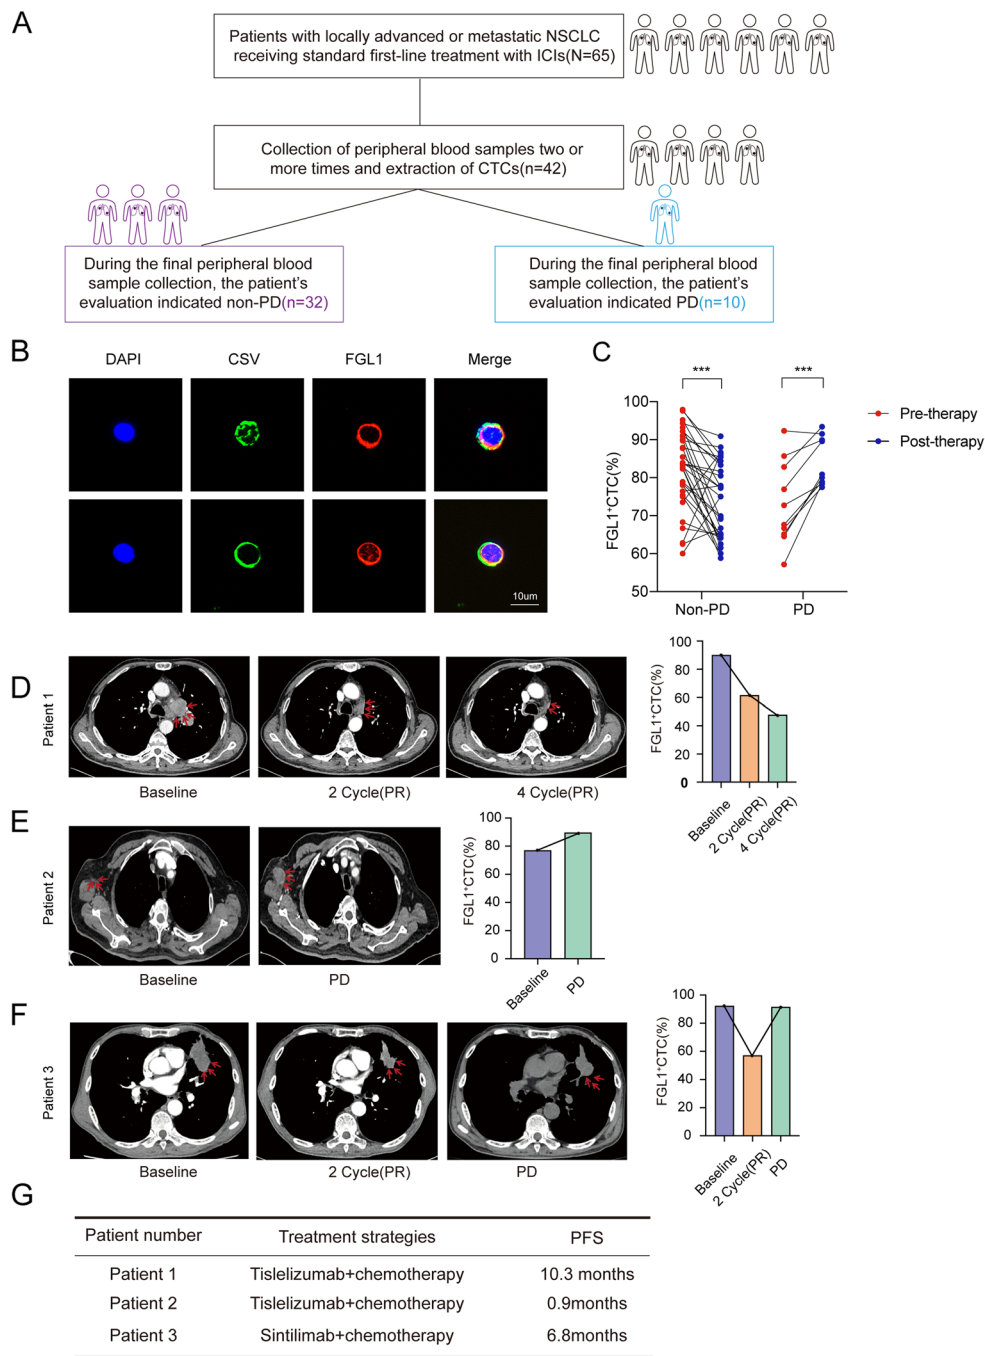 A
Patients with locally advanced or metastatic NSCLC
receiving standard first-line treatment with ICIs(N=65)
Collection of peripheral blood samples two or
more times and extraction of CTCs(n=42)
During the final peripheral blood
sample collection, the patient's
evaluation indicated non-PD(n=32)
During the final peripheral blood
sample collection, the patient's
evaluation indicated PD(n=10)
B
DAPI
CSV
FGL1
Merge
10um
C
***
***
FGL1+CTC(%)
100
90
80
70
60
50
Non-PD
PD
Pre-therapy
Post-therapy
D
Patient 1
Baseline
2 Cycle(PR)
4 Cycle(PR)
FGL1+CTC(%)
100
80
60
40
20
0
Baseline
2 Cycle(PR)
4 Cycle(PR)
E
Patient 2
Baseline
PD
FGL1+CTC(%)
100
80
60
40
20
0
Baseline
PD
F
Patient 3
Baseline
2 Cycle(PR)
PD
FGL1+CTC(%)
100
80
60
40
20
0
Baseline
2 Cycle(PR)
PD
G
Patient number Treatment strategies PFS
Patient 1 Tislelizumab+chemotherapy 10.3 months
Patient 2 Tislelizumab+chemotherapy 0.9months
Patient 3 Sintilimab+chemotherapy 6.8months